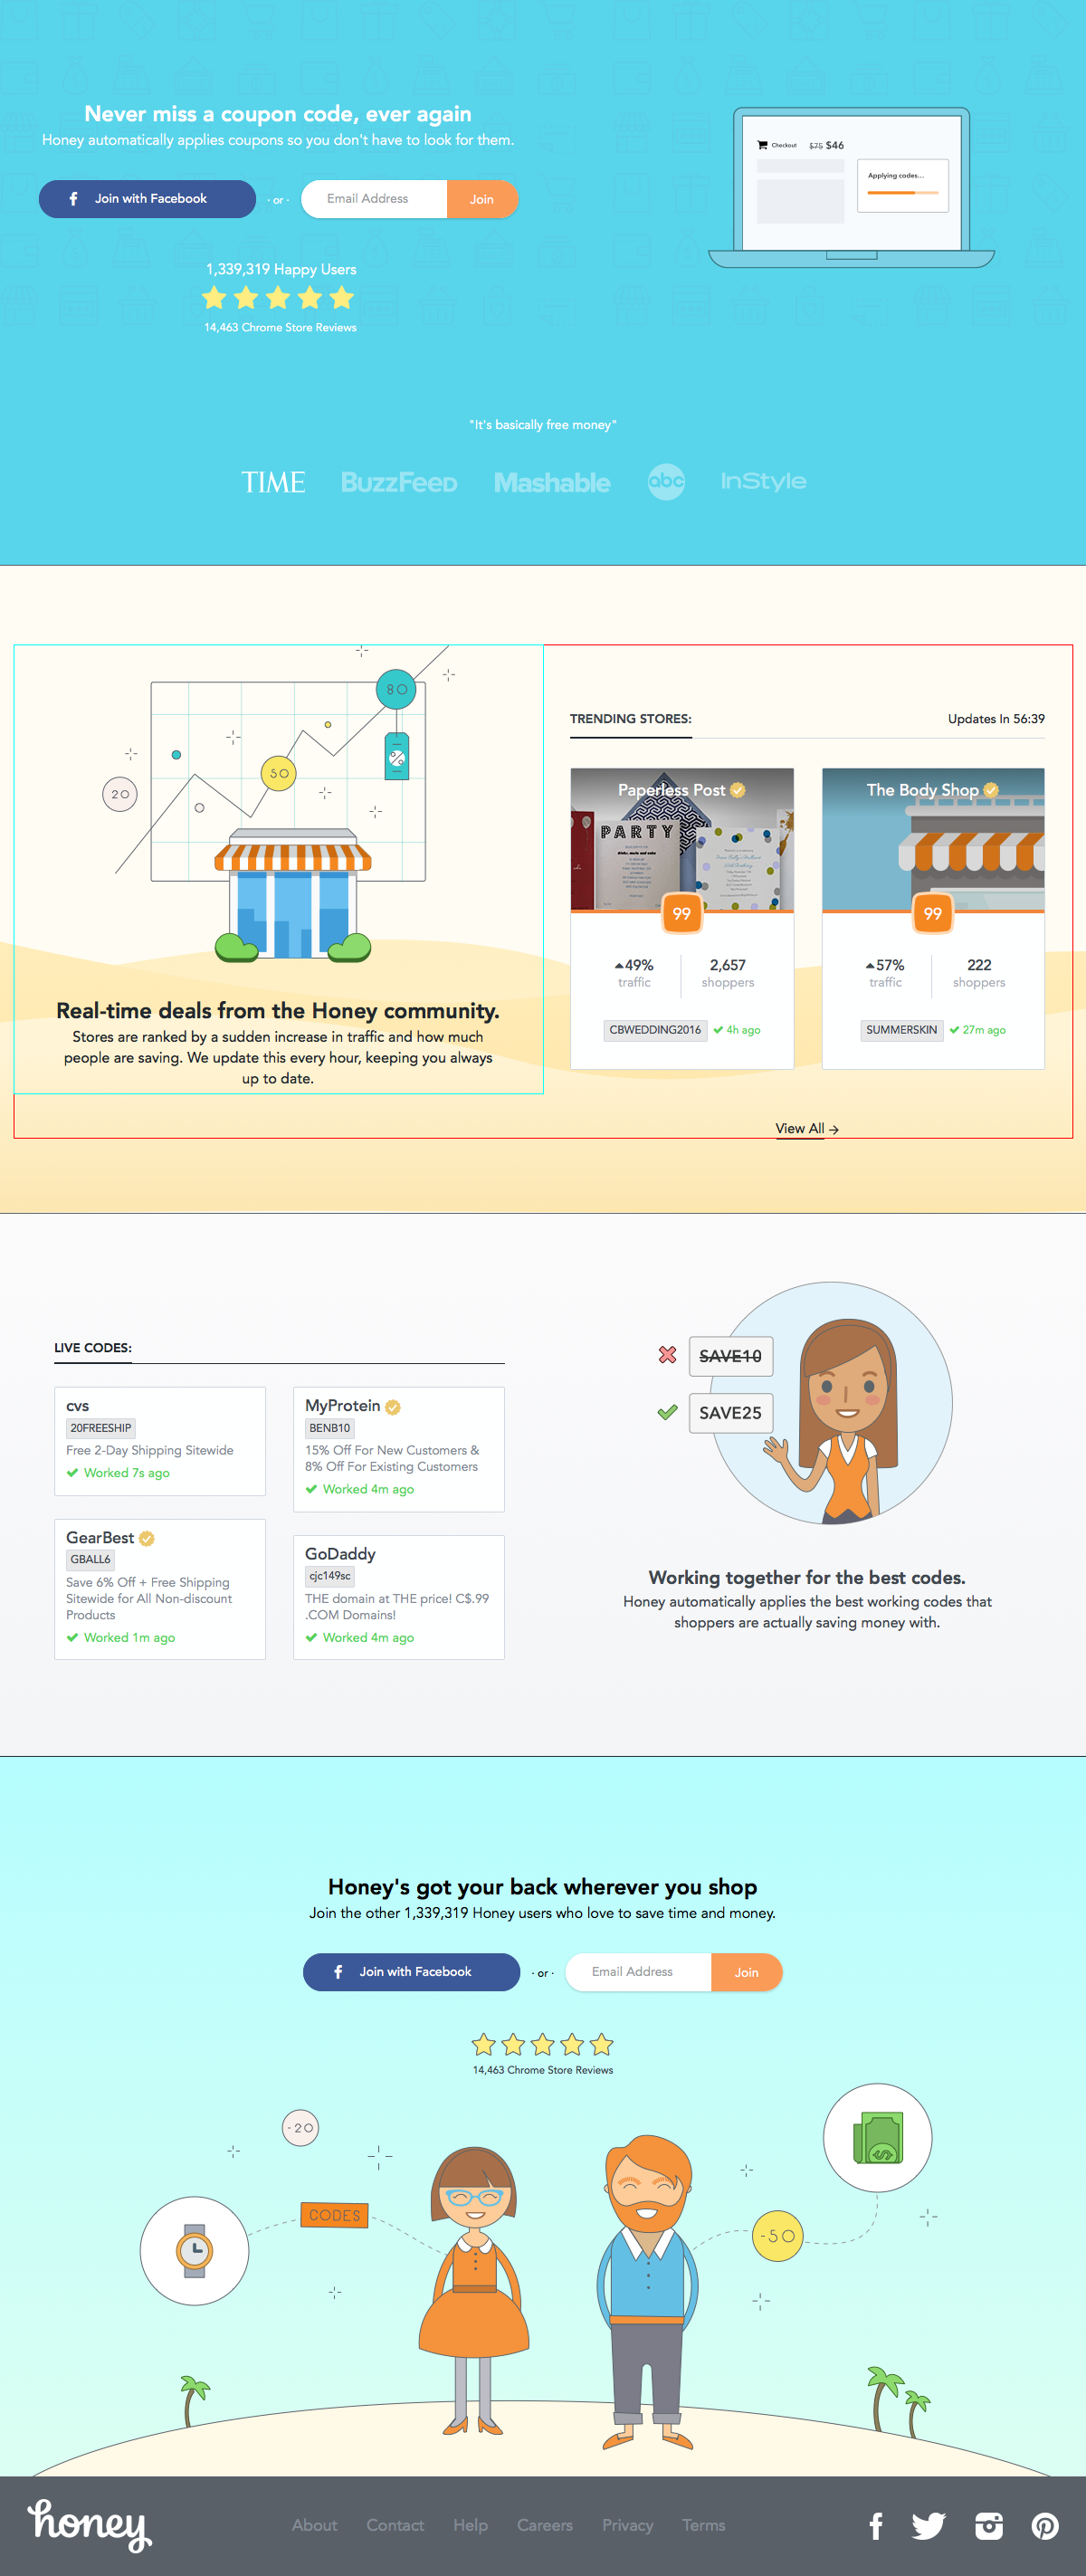 Never miss a coupon code, ever again
Honey automatically applies coupons so you don't have to look for them.
Join with Facebook
· or ·
Email Address
Join
1,339,319 Happy Users
14,463 Chrome Store Reviews
Checkout $75 $46
Applying codes...
"It's basically free money"
TIME
BuzzFeed
Mashable
abc
InStyle
80
50
20
%
Real-time deals from the Honey community.
Stores are ranked by a sudden increase in traffic and how much
people are saving. We update this every hour, keeping you always
up to date.
TRENDING STORES:
Updates In 56:39
Paperless Post
PARTY
99
49%
traffic
2,657
shoppers
CBWEDDING2016
4h ago
The Body Shop
99
57%
traffic
222
shoppers
SUMMERSKIN
27m ago
View All →
LIVE CODES:
cvs
20FREESHIP
Free 2-Day Shipping Sitewide
Worked 7s ago
MyProtein
BENB10
15% Off For New Customers &
8% Off For Existing Customers
Worked 4m ago
GearBest
GBALL6
Save 6% Off + Free Shipping
Sitewide for All Non-discount
Products
Worked 1m ago
GoDaddy
cjc149sc
THE domain at THE price! C$.99
.COM Domains!
Worked 4m ago
SAVE10
SAVE25
Working together for the best codes.
Honey automatically applies the best working codes that
shoppers are actually saving money with.
Honey's got your back wherever you shop
Join the other 1,339,319 Honey users who love to save time and money.
Join with Facebook
· or ·
Email Address
Join
14,463 Chrome Store Reviews
-20
CODES
$
-50
honey
About
Contact
Help
Careers
Privacy
Terms